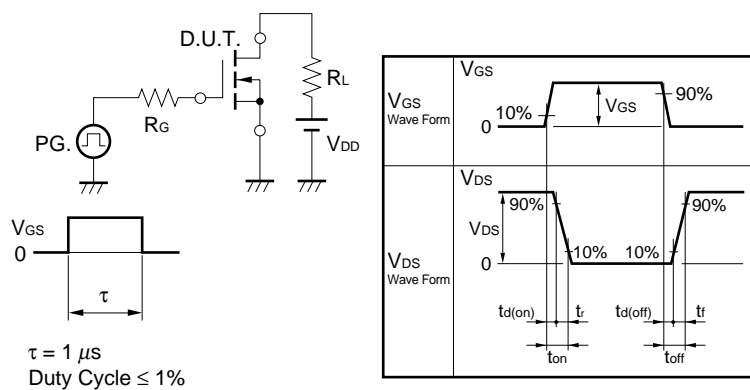 D.U.T.
RL
RG
PG.
VDD
VGS
0
τ
τ = 1 μs
Duty Cycle ≤ 1%
VGS
Wave Form
VGS
10%
VGS
90%
0
VDS
Wave Form
VDS
90%
VDS
10%
10%
90%
0
td(on)
tr
td(off)
tf
ton
toff